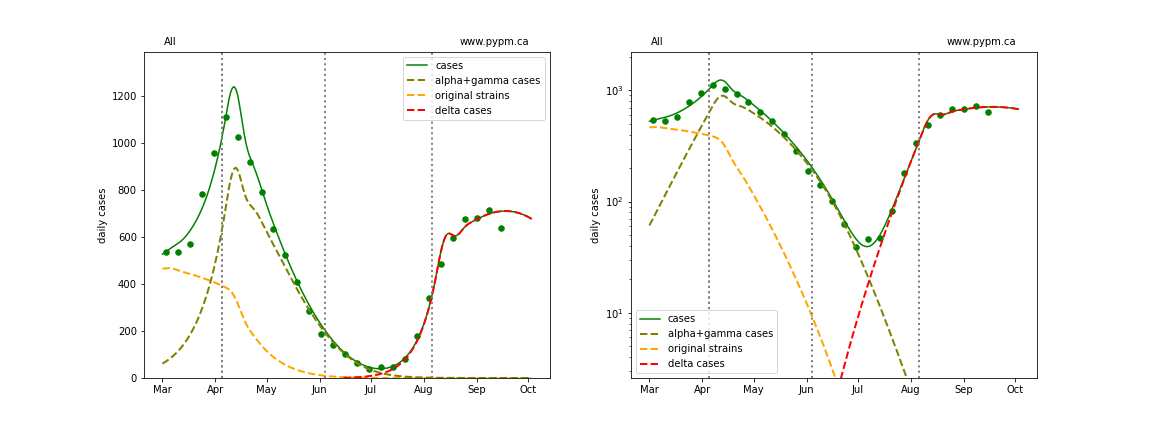 All www.pypm.ca
cases
alpha+gamma cases
original strains
delta cases
daily cases
1200
1000
800
600
400
200
0
Mar Apr May Jun Jul Aug Sep Oct
All www.pypm.ca
daily cases
10³
10²
10¹
cases
alpha+gamma cases
original strains
delta cases
Mar Apr May Jun Jul Aug Sep Oct